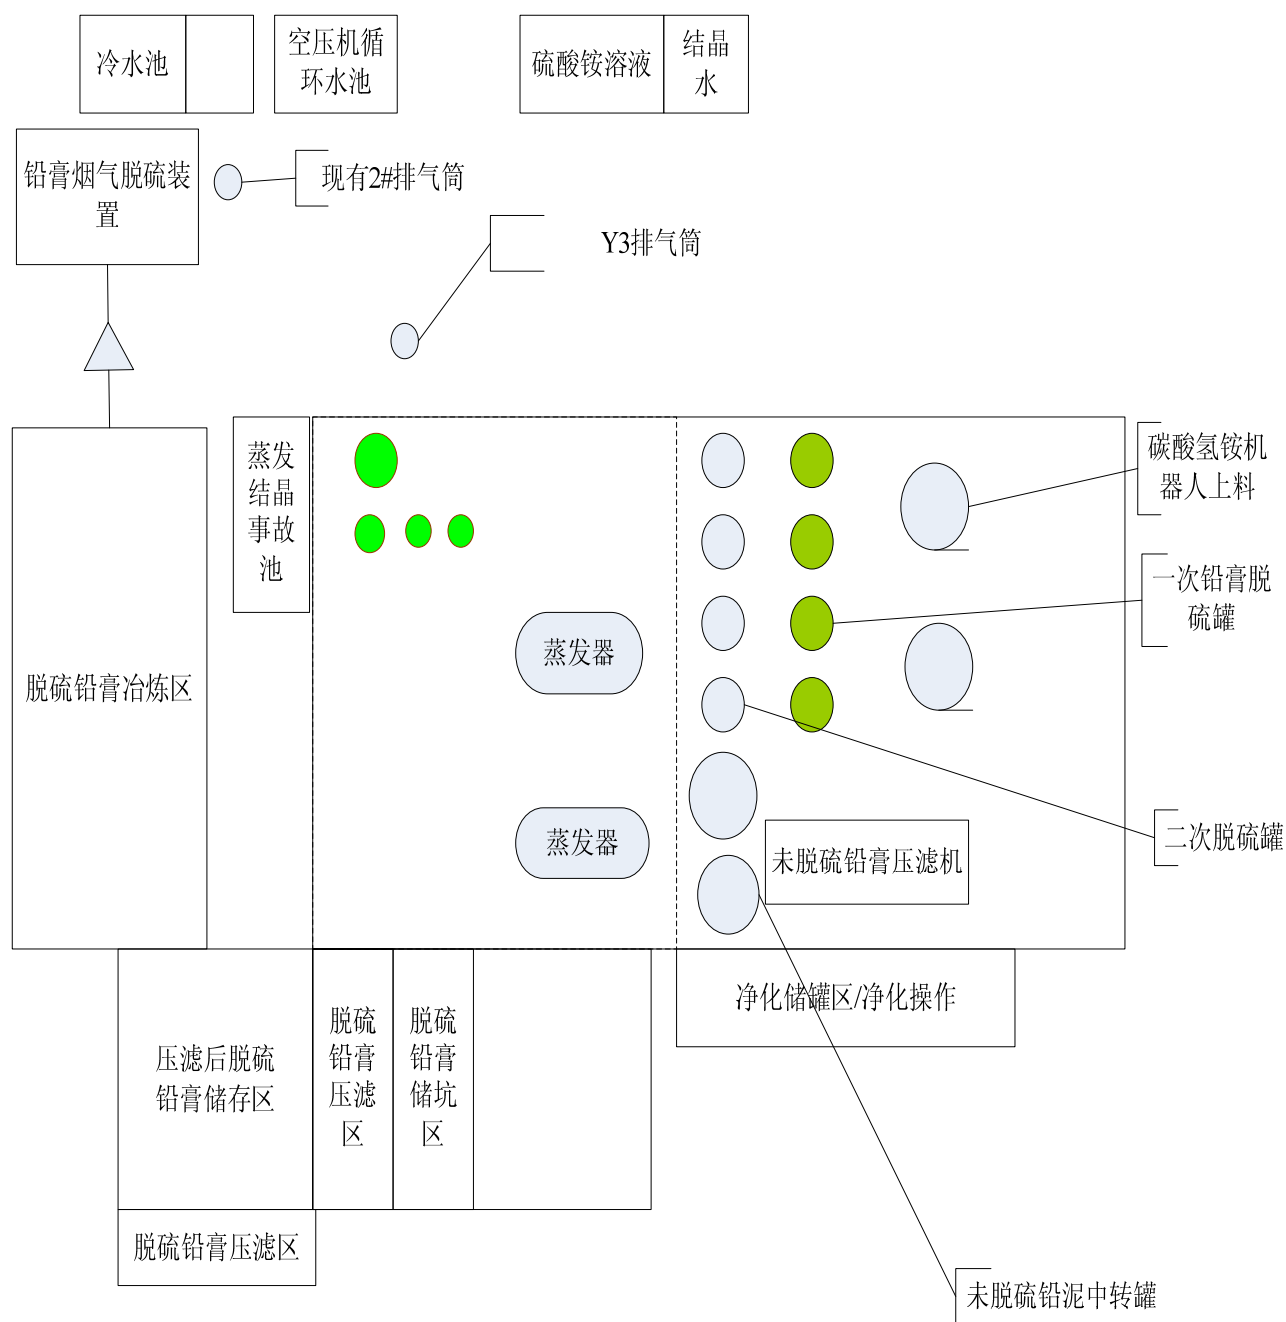 冷水池
空压机循
环水池
硫酸铵溶液
结晶
水
铅膏烟气脱硫装
置
现有2#排气筒
Y3排气筒
蒸发
结晶
事故
池
碳酸氢铵机
器人上料
一次铅膏脱
硫罐
蒸发器
脱硫铅膏冶炼区
蒸发器
未脱硫铅膏压滤机
二次脱硫罐
净化储罐区/净化操作
压滤后脱硫
铅膏储存区
脱硫
铅膏
压滤
区
脱硫
铅膏
储坑
区
脱硫铅膏压滤区
未脱硫铅泥中转罐